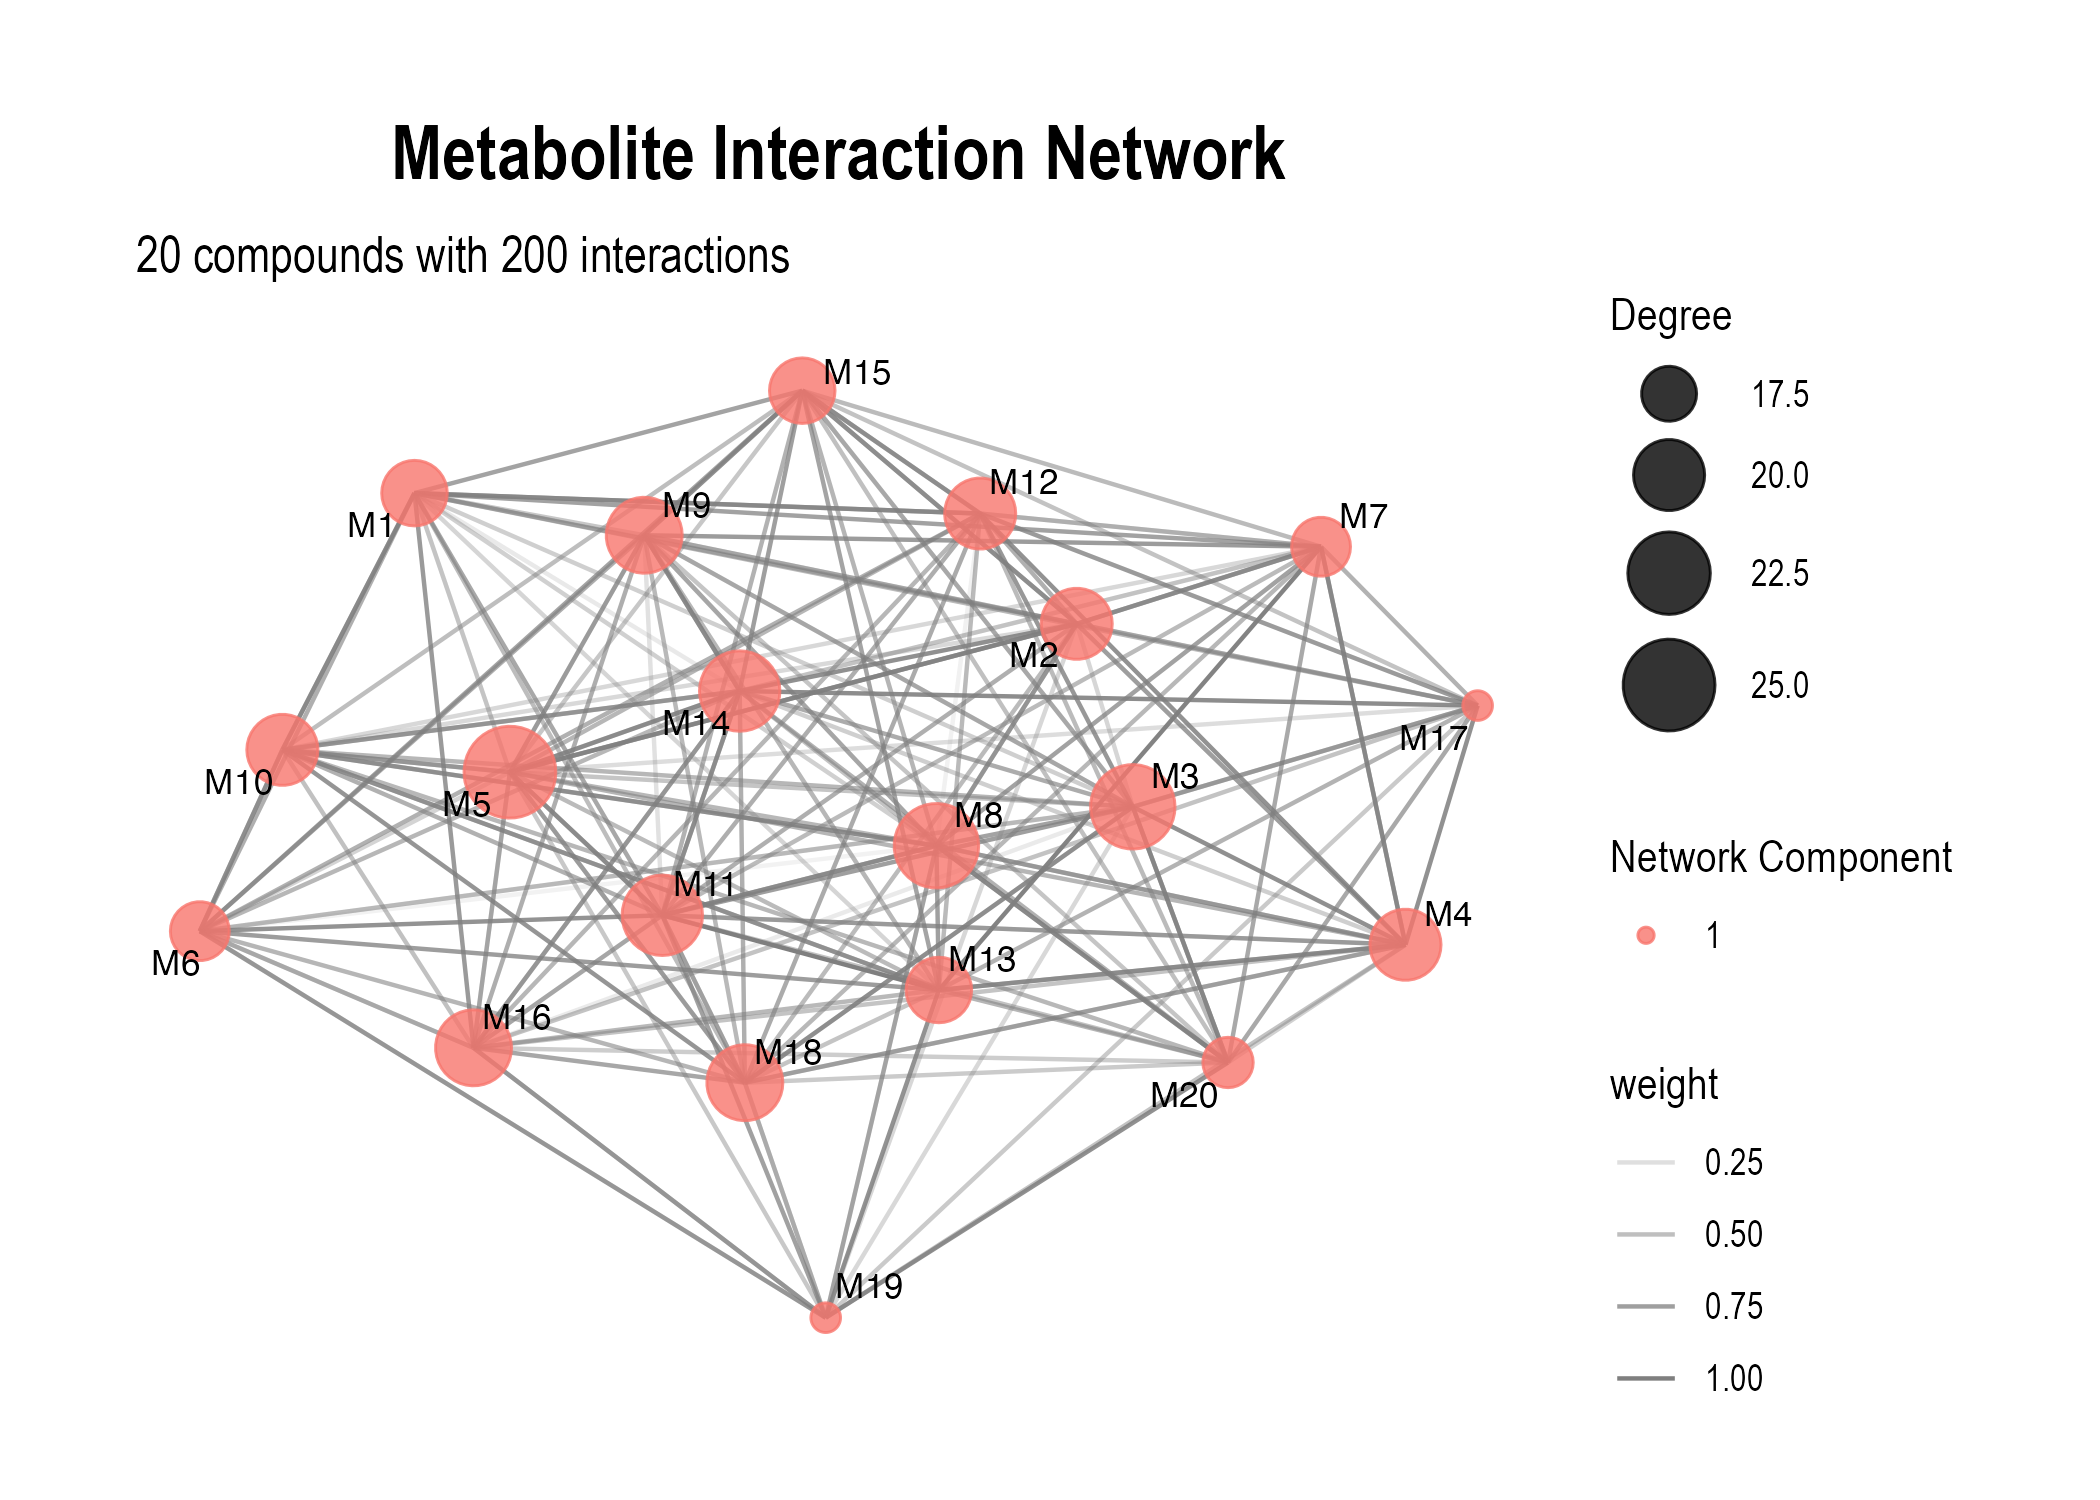 Metabolite Interaction Network
20 compounds with 200 interactions
M15
M1
M9
M12
M7
M2
M14
M17
M10
M5
M3
M8
M11
M4
M6
M13
M16
M18
M20
M19
Degree
17.5
20.0
22.5
25.0
Network Component
1
weight
0.25
0.50
0.75
1.00